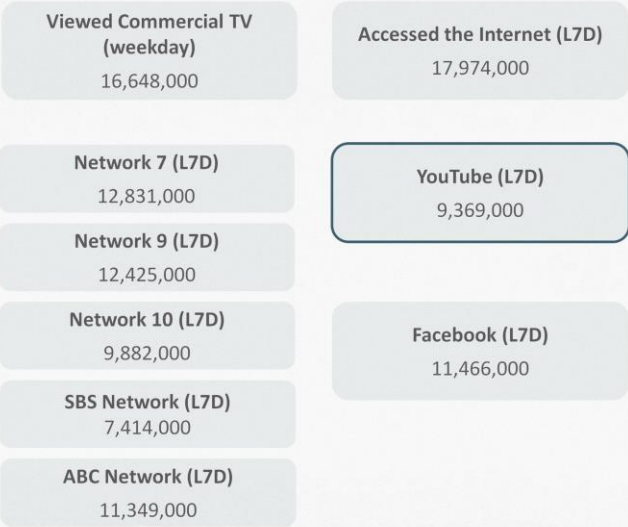 Viewed Commercial TV
(weekday)
16,648,000
Accessed the Internet (L7D)
17,974,000
Network 7 (L7D)
12,831,000
YouTube (L7D)
9,369,000
Network 9 (L7D)
12,425,000
Network 10 (L7D)
9,882,000
Facebook (L7D)
11,466,000
SBS Network (L7D)
7,414,000
ABC Network (L7D)
11,349,000